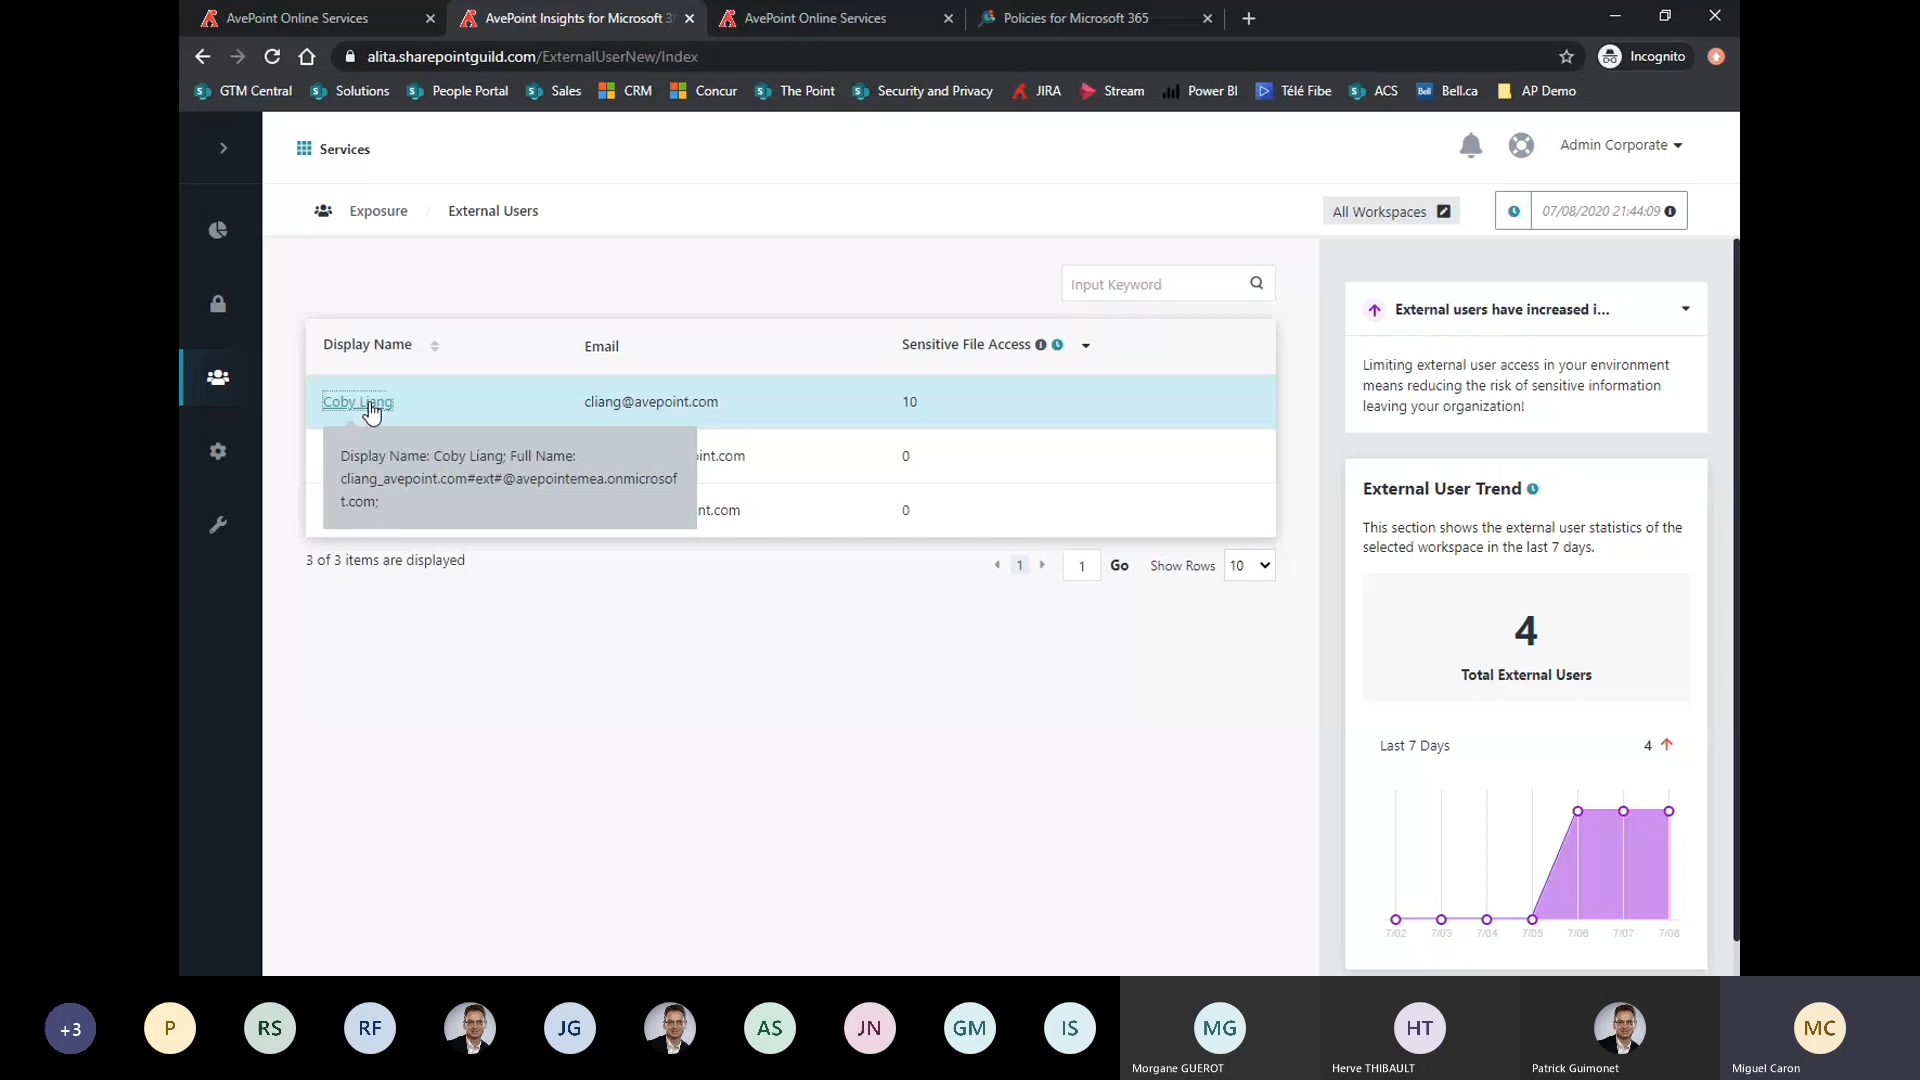 AvePoint Online Services
AvePoint Insights for Microsoft 3
AvePoint Online Services
Policies for Microsoft 365
alita.sharepointguild.com/ExternalUserNew/Index
Incognito
GTM Central
Solutions
People Portal
Sales
CRM
Concur
The Point
Security and Privacy
JIRA
Stream
Power BI
Télé Fibe
ACS
Bell.ca
AP Demo
Services
Admin Corporate
Exposure / External Users
All Workspaces
07/08/2020 21:44:09
Input Keyword
Display Name
Email
Sensitive File Access
Coby Liang
cliang@avepoint.com
10
Display Name: Coby Liang; Full Name:
cliang_avepoint.com#ext#@avepointemea.onmicrosof
t.com;
int.com
0
nt.com
0
3 of 3 items are displayed
1
1
Go
Show Rows
10
External users have increased i...
Limiting external user access in your environment
means reducing the risk of sensitive information
leaving your organization!
External User Trend
This section shows the external user statistics of the
selected workspace in the last 7 days.
4
Total External Users
Last 7 Days
4
7/02 7/03 7/04 7/05 7/06 7/07 7/08
+3
P
RS
RF
JG
AS
JN
GM
IS
MG
Morgane GUEROT
HT
Herve THIBAULT
Patrick Guimonet
MC
Miguel Caron